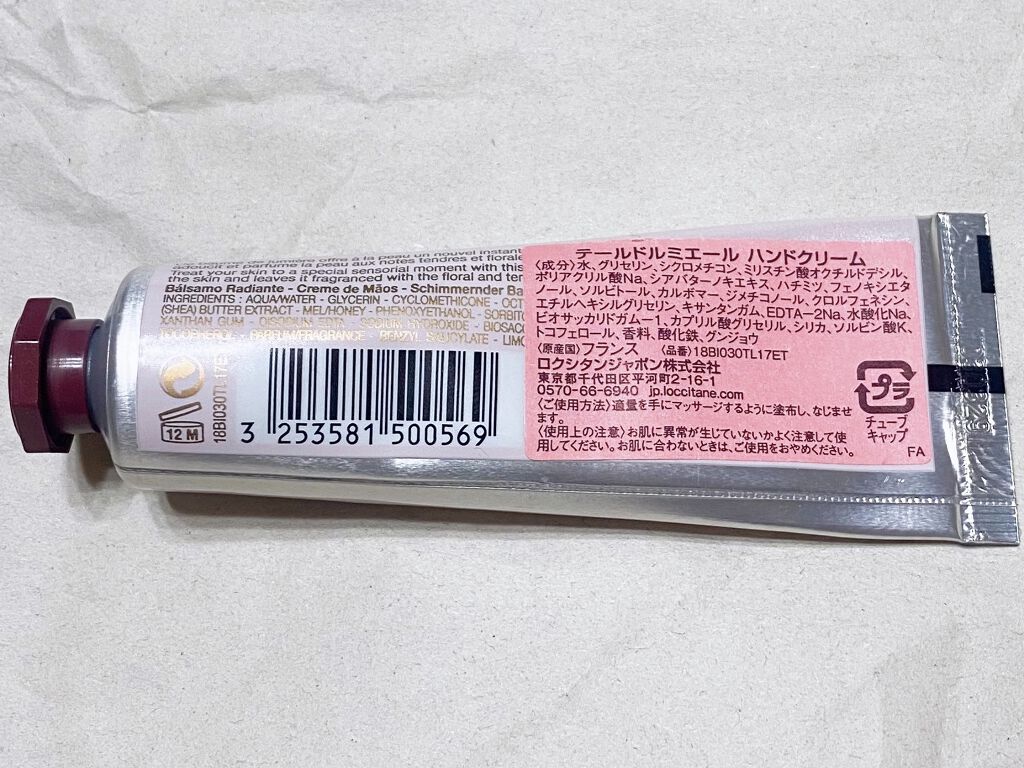 adoucit et parfume la peau aux notes tendres et florale
Treat your skin to a special sensorial moment with this
the skin and leaves it fragranced with the floral and ten
Bálsamo Radiante - Creme de Mãos - Schimmernder Ba
INGREDIENTS : AQUA/WATER - GLYCERIN - CYCLOMETHICONE - OCT
(SHEA) BUTTER EXTRACT - MEL/HONEY - PHENOXYETHANOL - SORBITO
XANTHAN GUM - DISODIUM EDTA - SODIUM HYDROXIDE - BIOSACC
TOCOPHEROL - PARFUM/FRAGRANCE - BENZYL SALICYLATE - LIMO
12 M
18BI030TL17E
3 253581 500569
テールドルミエール ハンドクリーム
〈成分〉水、グリセリン、シクロメチコン、ミリスチン酸オクチルドデシル、
ポリアクリル酸Na、シアバターノキエキス、ハチミツ、フェノキシエタ
ノール、ソルビトール、カルボマー、ジメチコノール、クロルフェネシン、
エチルヘキシルグリセリン、キサンタンガム、EDTA-2Na、水酸化Na、
ビオサッカリドガム-1、カプリル酸グリセリル、シリカ、ソルビン酸K、
トコフェロール、香料、酸化鉄、グンジョウ
〈原産国〉フランス 〈品番〉18BI030TL17ET
ロクシタンジャポン株式会社
東京都千代田区平河町2-16-1
0570-66-6940 jp.loccitane.com
〈ご使用方法〉適量を手にマッサージするように塗布し、なじませ
ます。
〈使用上の注意〉お肌に異常が生じていないかよく注意して使
用してください。お肌に合わないときは、ご使用をおやめください。
プラ
チューブ
キャップ
FA